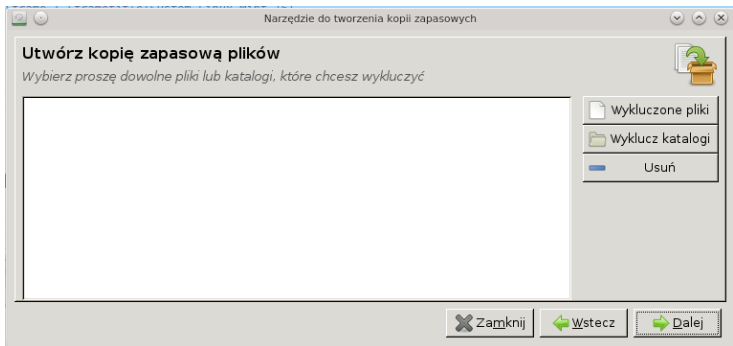 Narzędzie do tworzenia kopii zapasowych
Utwórz kopię zapasową plików
Wybierz proszę dowolne pliki lub katalogi, które chcesz wykluczyć
Wykluczone pliki
Wyklucz katalogi
Usuń
Zamknij
Wstecz
Dalej